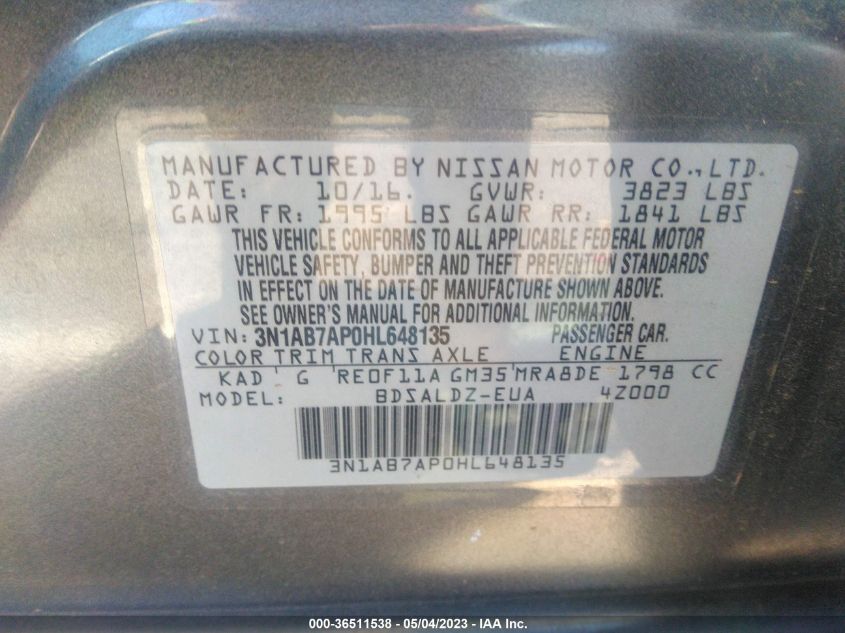 MANUFACTURED BY NISSAN MOTOR CO., LTD.
DATE: 10/16. GVWR: 3823 LBS
GAWR FR: 1995 LBS GAWR RR: 1841 LBS
THIS VEHICLE CONFORMS TO ALL APPLICABLE FEDERAL MOTOR
VEHICLE SAFETY, BUMPER AND THEFT PREVENTION STANDARDS
IN EFFECT ON THE DATE OF MANUFACTURE SHOWN ABOVE.
SEE OWNER'S MANUAL FOR ADDITIONAL INFORMATION.
VIN: 3N1AB7AP0HL648135 PASSENGER CAR.
COLOR TRIM TRANS AXLE ENGINE
KAD G RE0F11A GM35 MRA8DE 1798 CC
MODEL: BDSALDZ-EUA 4Z000
3N1AB7AP0HL648135
000-36511538 - 05/04/2023 - IAA Inc.